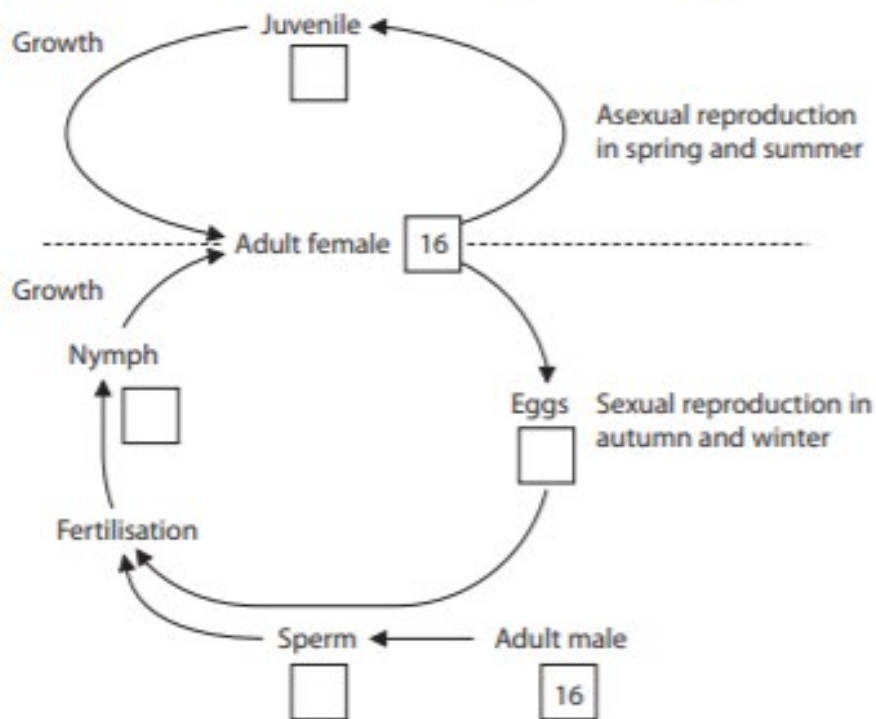 Juvenile
Growth
Asexual reproduction
in spring and summer
Adult female 16
Growth
Nymph
Eggs
Sexual reproduction in
autumn and winter
Fertilisation
Sperm
Adult male
16